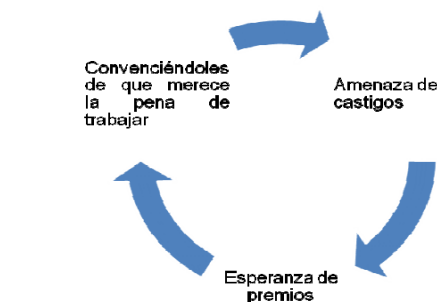 Convenciéndoles
de que merece
la pena de
trabajar
Amenaza de
castigos
Esperanza de
premios